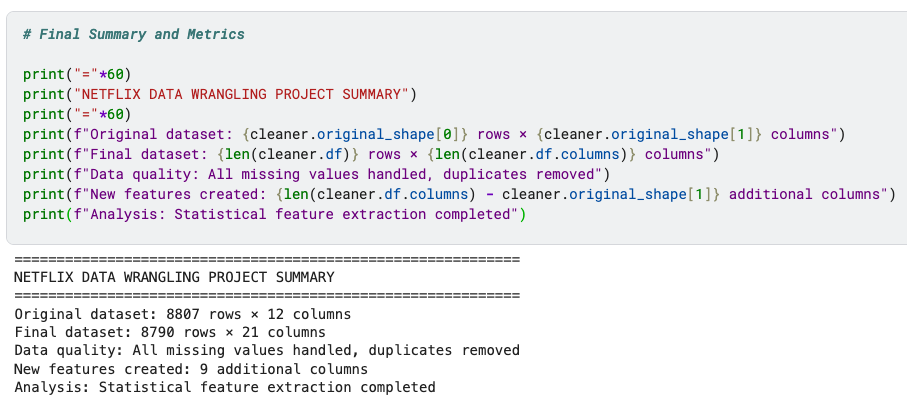 # Final Summary and Metrics
print("="*60)
print("NETFLIX DATA WRANGLING PROJECT SUMMARY")
print("="*60)
print(f"Original dataset: {cleaner.original_shape[0]} rows × {cleaner.original_shape[1]} columns")
print(f"Final dataset: {len(cleaner.df)} rows × {len(cleaner.df.columns)} columns")
print(f"Data quality: All missing values handled, duplicates removed")
print(f"New features created: {len(cleaner.df.columns) - cleaner.original_shape[1]} additional columns")
print(f"Analysis: Statistical feature extraction completed")
============================================================
NETFLIX DATA WRANGLING PROJECT SUMMARY
============================================================
Original dataset: 8807 rows × 12 columns
Final dataset: 8790 rows × 21 columns
Data quality: All missing values handled, duplicates removed
New features created: 9 additional columns
Analysis: Statistical feature extraction completed